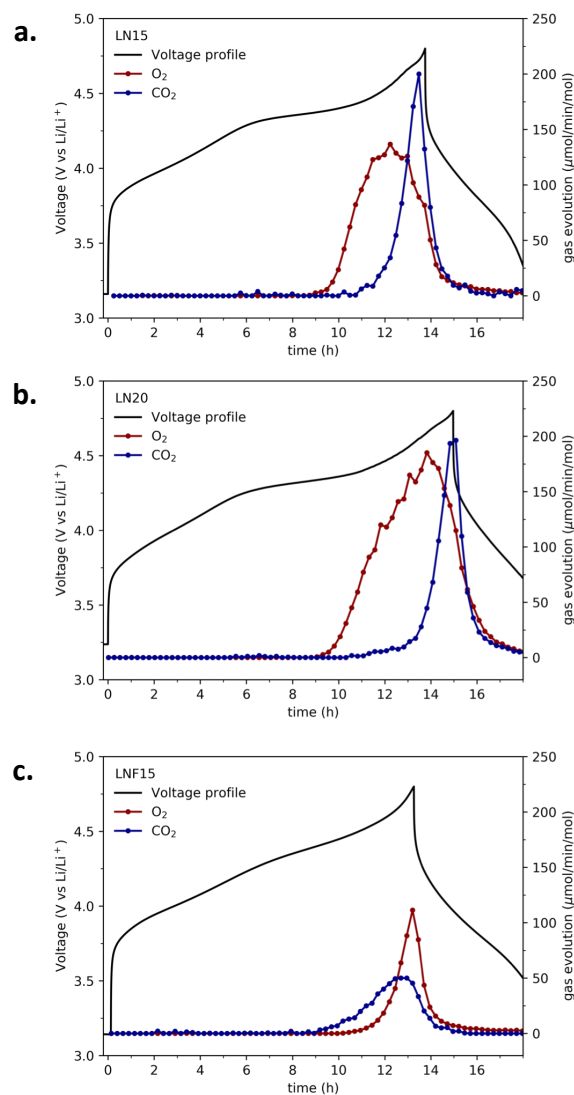 a.
LN15
Voltage profile
O₂
CO₂
5.0
4.5
4.0
3.5
3.0
Voltage (V vs Li/Li⁺)
250
200
150
100
50
0
gas evolution (μmol/min/mol)
0 2 4 6 8 10 12 14 16
time (h)
b.
LN20
Voltage profile
O₂
CO₂
5.0
4.5
4.0
3.5
3.0
Voltage (V vs Li/Li⁺)
250
200
150
100
50
0
gas evolution (μmol/min/mol)
0 2 4 6 8 10 12 14 16
time (h)
c.
LNF15
Voltage profile
O₂
CO₂
5.0
4.5
4.0
3.5
3.0
Voltage (V vs Li/Li⁺)
250
200
150
100
50
0
gas evolution (μmol/min/mol)
0 2 4 6 8 10 12 14 16
time (h)